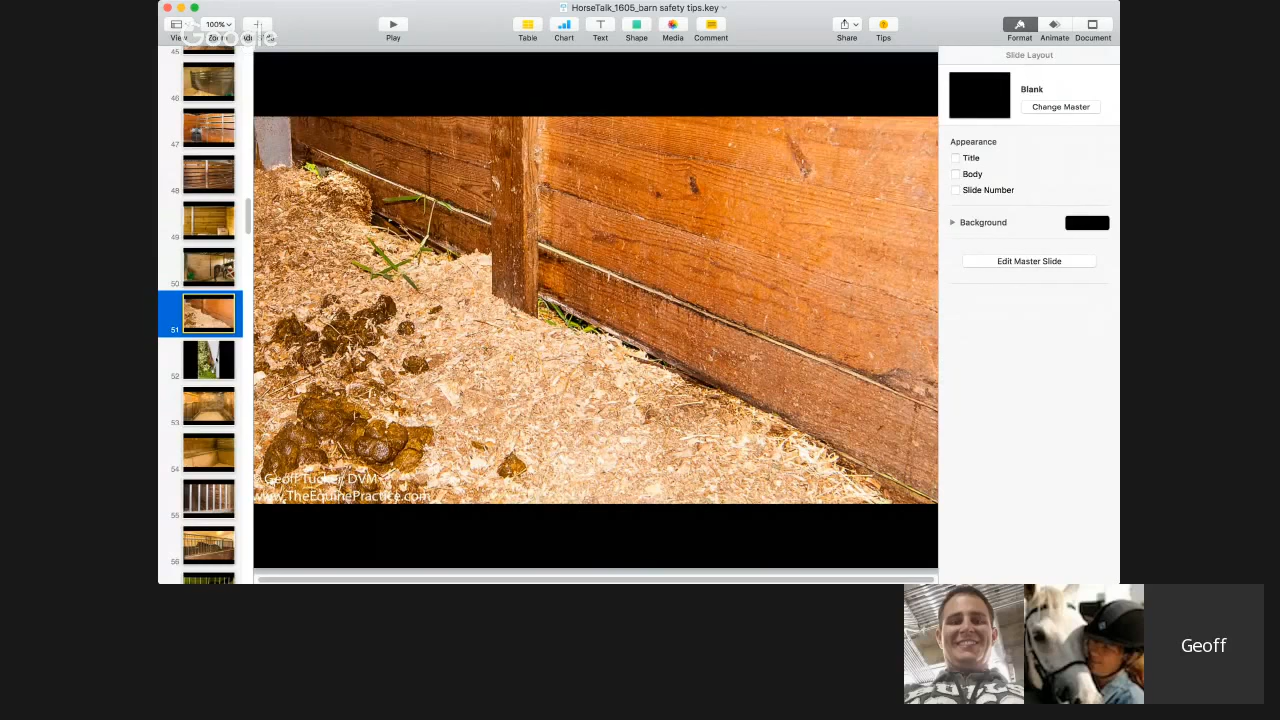 HorseTalk_1605_barn safety tips.key
100%
View
Zoom
Google
Play
Table
Chart
Text
Shape
Media
Comment
Share
Tips
Format
Animate
Document
45
46
47
48
49
50
51
52
53
54
55
56
Geoff Tucker, DVM
www.TheEquinePractice.com
Slide Layout
Blank
Change Master
Appearance
Title
Body
Slide Number
Background
Edit Master Slide
Geoff